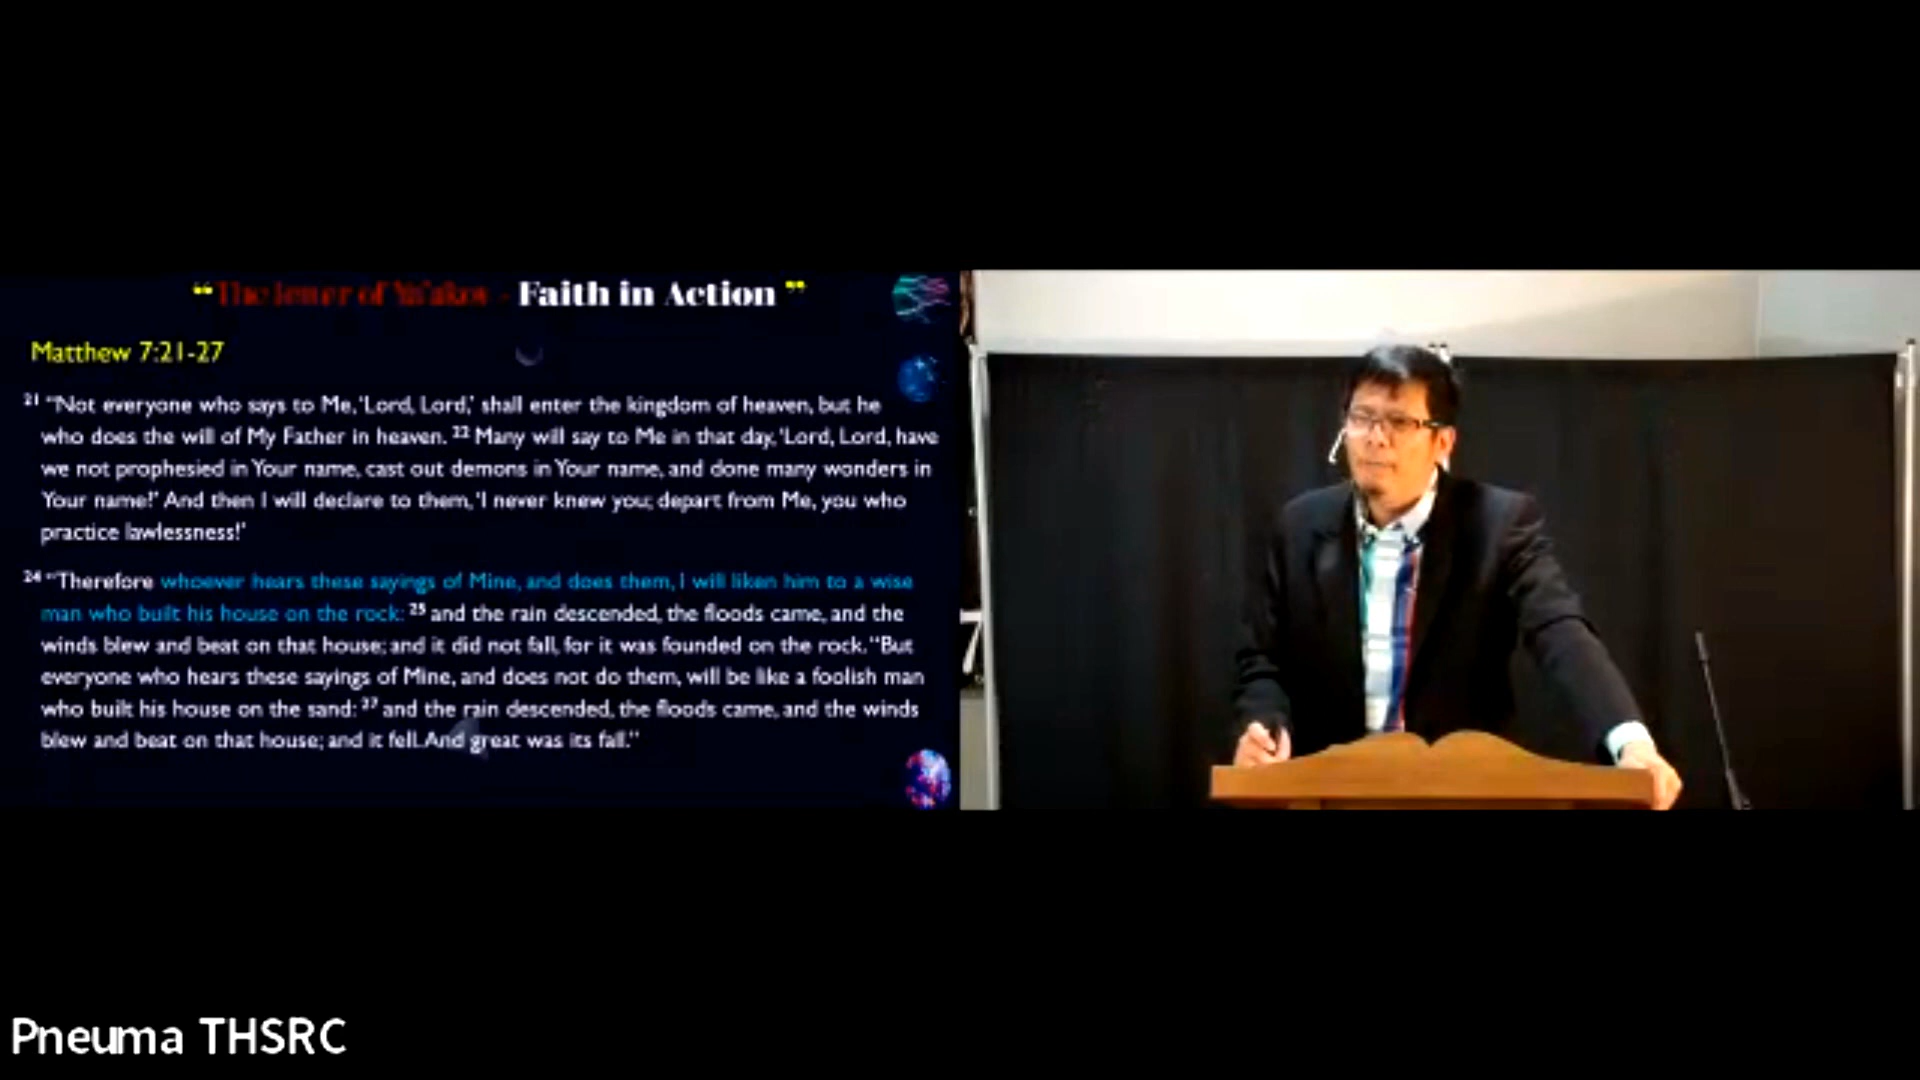 “The letter of Ya'akov - Faith in Action ”
Matthew 7:21-27
21 “Not everyone who says to Me, ‘Lord, Lord,’ shall enter the kingdom of heaven, but he
who does the will of My Father in heaven. 22 Many will say to Me in that day, ‘Lord, Lord, have
we not prophesied in Your name, cast out demons in Your name, and done many wonders in
Your name!’ And then I will declare to them, ‘I never knew you; depart from Me, you who
practice lawlessness!’
24 “Therefore whoever hears these sayings of Mine, and does them, I will liken him to a wise
man who built his house on the rock: 25 and the rain descended, the floods came, and the
winds blew and beat on that house; and it did not fall, for it was founded on the rock. “But
everyone who hears these sayings of Mine, and does not do them, will be like a foolish man
who built his house on the sand: 27 and the rain descended, the floods came, and the winds
blew and beat on that house; and it fell. And great was its fall.”
7
Pneuma THSRC